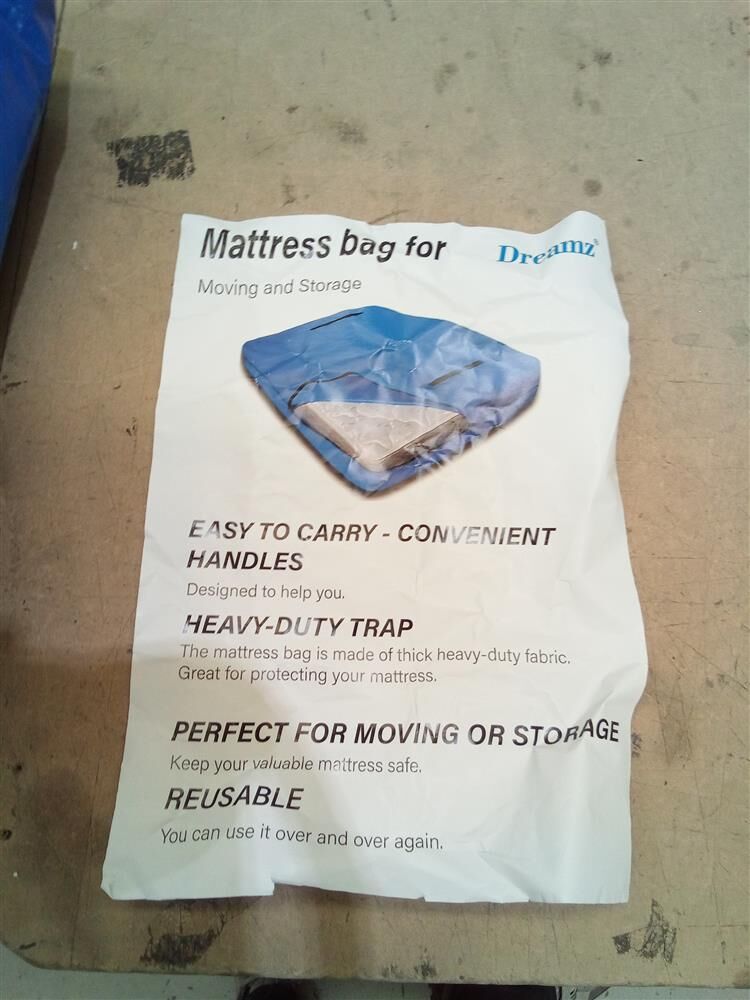 Mattress bag for
Dreamz
Moving and Storage
EASY TO CARRY - CONVENIENT
HANDLES
Designed to help you.
HEAVY-DUTY TRAP
The mattress bag is made of thick heavy-duty fabric.
Great for protecting your mattress.
PERFECT FOR MOVING OR STORAGE
Keep your valuable mattress safe.
REUSABLE
You can use it over and over again.